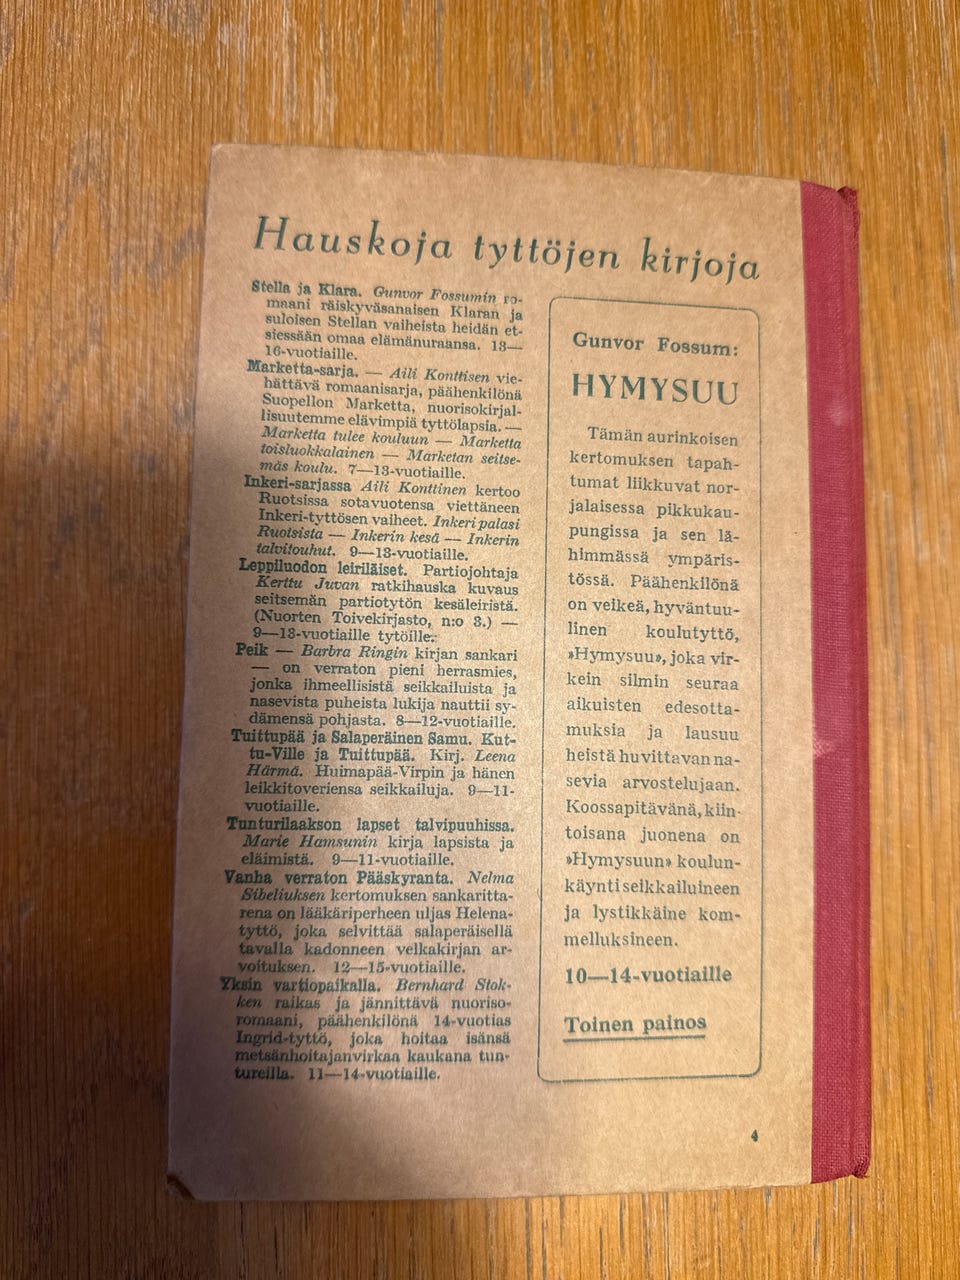 Hauskoja tyttöjen kirjoja
Stella ja Klara. Gunvor Fossumin ro-
maani räiskyväsanaisen Klaran ja
suloisen Stellan vaiheista heidän et-
siessään omaa elämänuraansa. 13—
16-vuotiaille.
Marketta-sarja. — Aili Konttisen vie-
hättävä romaanisarja, päähenkilönä
Suopellon Marketta, nuorisokirjal-
lisuutemme elävimpiä tyttölapsia. —
Marketta tulee kouluun — Marketta
toisluokkalainen — Marketan seitse-
mäs koulu. 7—13-vuotiaille.
Inkeri-sarjassa Aili Konttinen kertoo
Ruotsissa sotavuotensa viettäneen
Inkeri-tyttösen vaiheet. Inkeri palasi
Ruotsista — Inkerin kesä — Inkerin
talvitouhut. 9—13-vuotiaille.
Leppiluodon leiriläiset. Partiojohtaja
Kerttu Juvan ratkihauska kuvaus
seitsemän partiotytön kesäleiristä.
(Nuorten Toivekirjasto, n:o 3.) —
9—13-vuotiaille tytöille.
Peik — Barbra Ringin kirjan sankari
— on verraton pieni herrasmies,
jonka ihmeellisistä seikkailuista ja
nasevista puheista lukija nauttii sy-
dämensä pohjasta. 8—12-vuotiaille.
Tuittupää ja Salaperäinen Samu. Kut-
tu-Ville ja Tuittupää. Kirj. Leena
Härmä. Huimapää-Virpin ja hänen
leikkitoveriensa seikkailuja. 9—11-
vuotiaille.
Tunturilaakson lapset talvipuuhissa.
Marie Hamsunin kirja lapsista ja
eläimistä. 9—11-vuotiaille.
Vanha verraton Pääskyranta. Nelma
Sibeliuksen kertomuksen sankaritta-
rena on lääkäriperheen uljas Helena-
tyttö, joka selvittää salaperäisellä
tavalla kadonneen velkakirjan ar-
voituksen. 12—15-vuotiaille.
Yksin vartiopaikalla. Bernhard Stok-
ken raikas ja jännittävä nuoriso-
romaani, päähenkilönä 14-vuotias
Ingrid-tyttö, joka hoitaa isänsä
metsänhoitajanvirkaa kaukana tun-
tureilla. 11—14-vuotiaille.
Gunvor Fossum:
HYMYSUU
Tämän aurinkoisen
kertomuksen tapah-
tumat liikkuvat nor-
jalaisessa pikkukau-
pungissa ja sen lä-
himmässä ympäris-
tössä. Päähenkilönä
on veikeä, hyväntuu-
linen koulutyttö,
»Hymysuu», joka vir-
kein silmin seuraa
aikuisten edesotta-
muksia ja lausuu
heistä huvittavan na-
sevia arvostelujaan.
Koossapitävänä, kiin-
toisana juonena on
»Hymysuun» koulun-
käynti seikkailuineen
ja lystikkäine kom-
melluksineen.
10—14-vuotiaille
Toinen painos
4